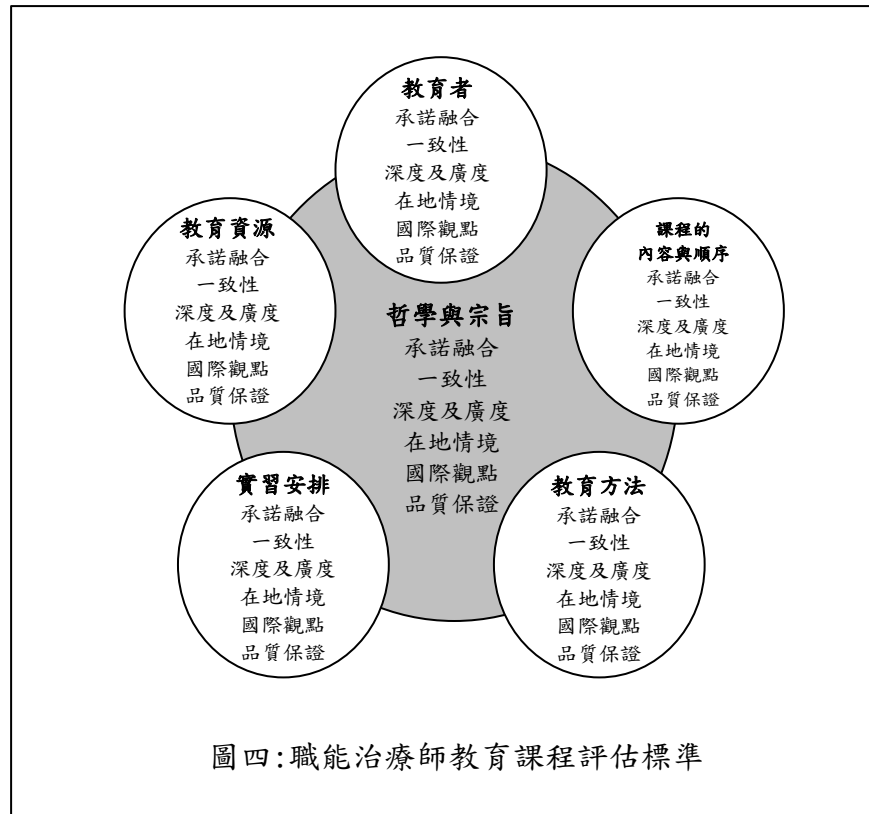 教育者
承諾融合
一致性
深度及廣度
在地情境
國際觀點
品質保證
教育資源
承諾融合
一致性
深度及廣度
在地情境
國際觀點
品質保證
課程的
內容與順序
承諾融合
一致性
深度及廣度
在地情境
國際觀點
品質保證
哲學與宗旨
承諾融合
一致性
深度及廣度
在地情境
國際觀點
品質保證
實習安排
承諾融合
一致性
深度及廣度
在地情境
國際觀點
品質保證
教育方法
承諾融合
一致性
深度及廣度
在地情境
國際觀點
品質保證
圖四:職能治療師教育課程評估標準